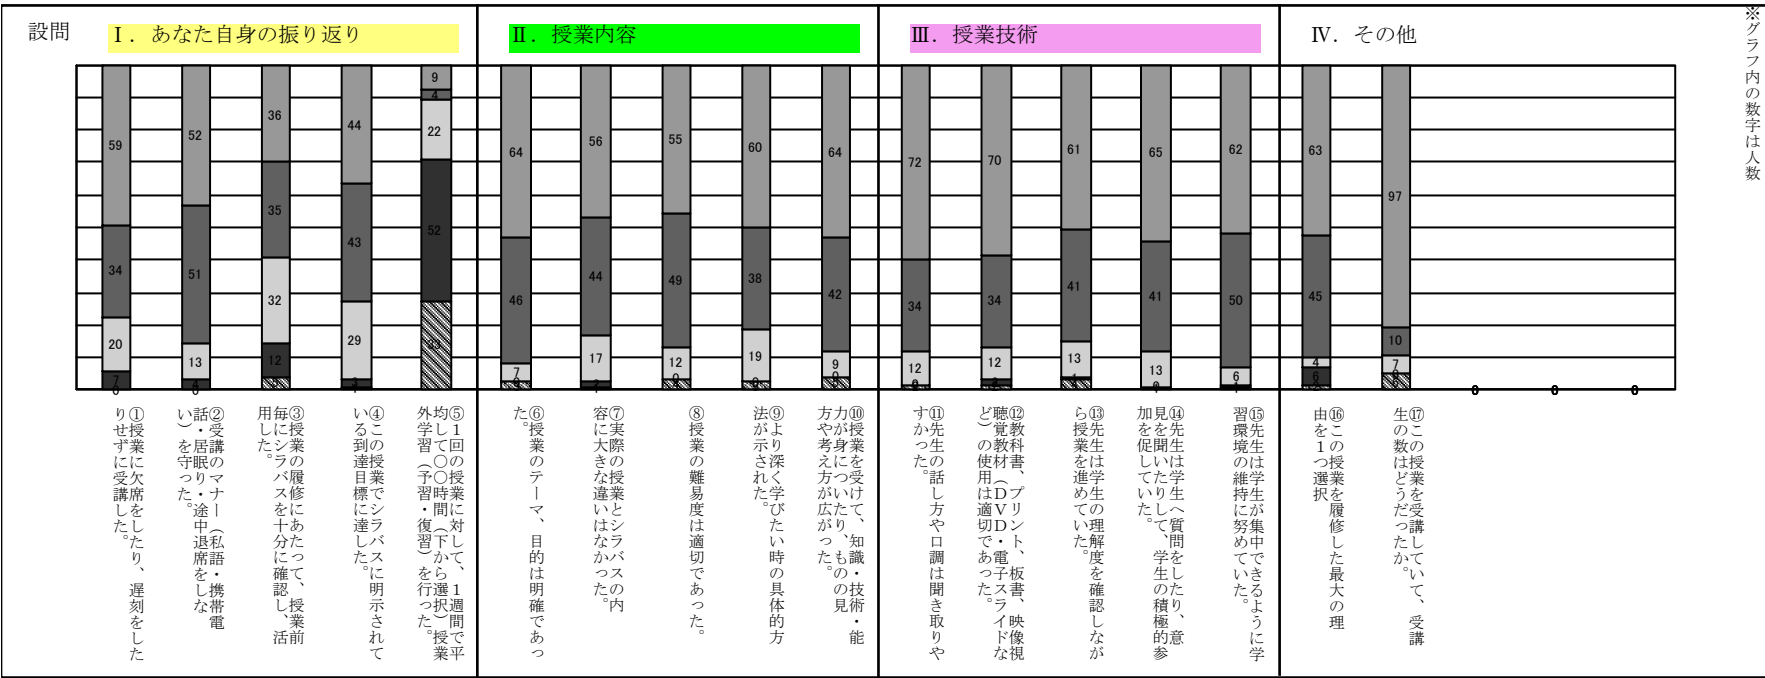 設問
Ⅰ．あなた自身の振り返り
Ⅱ．授業内容
Ⅲ．授業技術
Ⅳ．その他
※グラフ内の数字は人数
59
34
20
7
0
52
51
13
4
0
36
35
32
12
5
44
43
29
3
1
9
4
22
52
33
64
46
7
56
44
17
2
1
55
49
12
0
4
60
38
19
0
64
42
9
0
72
34
12
0
70
34
12
61
41
13
1
65
41
13
0
1
62
50
6
1
63
45
4
6
97
10
7
0
6
0
0
0
①授業に欠席をしたり、遅刻をした
りせずに受講した。
②受講のマナー（私語・携帯電
話・居眠り・途中退席をしな
い）を守った。
③授業の履修にあたって、授業前
毎にシラバスを十分に確認し、活
用した。
④この授業でシラバスに明示されて
いる到達目標に達した。
⑤１回の授業に対して、１週間で平
均して〇〇時間（下から選択）授業
外学習（予習・復習）を行った。
⑥授業のテーマ、目的は明確であっ
た。
⑦実際の授業とシラバスの内
容に大きな違いはなかった。
⑧授業の難易度は適切であった。
⑨より深く学びたい時の具体的方
法が示された。
⑩授業を受けて、知識・技術・能
力が身についたり、ものの見
方や考え方が広がった。
⑪先生の話し方や口調は聞き取りや
すかった。
⑫教科書、プリント、板書、映像視
聴覚教材（ＤＶＤ・電子スライドな
ど）の使用は適切であった。
⑬先生は学生の理解度を確認しなが
ら授業を進めていた。
⑭先生は学生へ質問をしたり、意
見を聞いたりして、学生の積極的参
加を促していた。
⑮先生は学生が集中できるように学
習環境の維持に努めていた。
⑯この授業を履修した最大の理
由を１つ選択
⑰この授業を受講していて、受講
生の数はどうだったか。